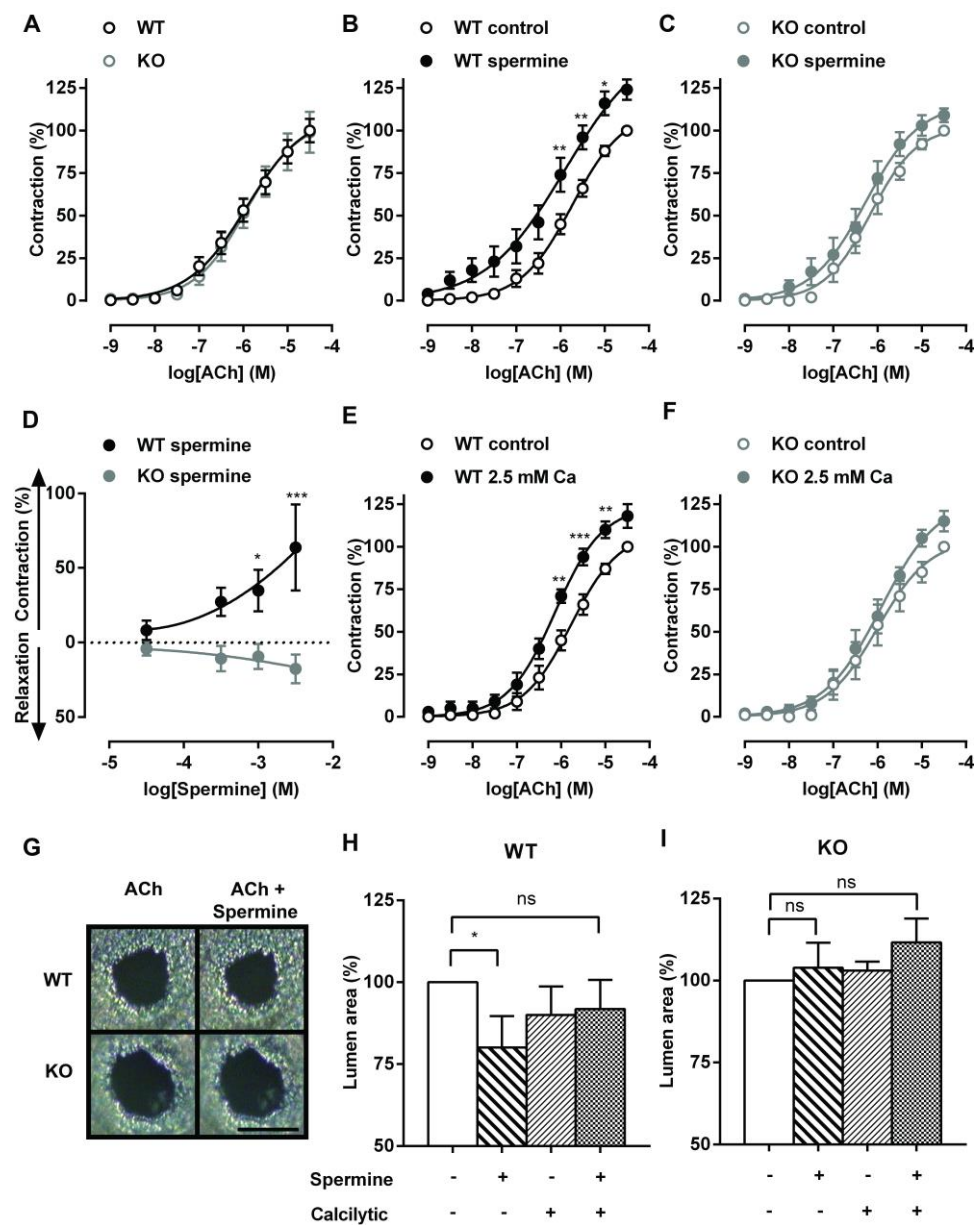 A
WT
KO
125
100
75
50
25
0
Contraction (%)
-9 -8 -7 -6 -5 -4
log[ACh] (M)
B
WT control
WT spermine
125
100
75
50
25
0
Contraction (%)
** ** *
-9 -8 -7 -6 -5 -4
log[ACh] (M)
C
KO control
KO spermine
125
100
75
50
25
0
Contraction (%)
-9 -8 -7 -6 -5 -4
log[ACh] (M)
D
WT spermine
KO spermine
Relaxation Contraction (%)
100
50
0
50
* ***
-5 -4 -3 -2
log[Spermine] (M)
E
WT control
WT 2.5 mM Ca
125
100
75
50
25
0
Contraction (%)
** *** **
-9 -8 -7 -6 -5 -4
log[ACh] (M)
F
KO control
KO 2.5 mM Ca
125
100
75
50
25
0
Contraction (%)
-9 -8 -7 -6 -5 -4
log[ACh] (M)
G
ACh
ACh +
Spermine
WT
KO
H
WT
125
100
75
50
Lumen area (%)
ns
*
Spermine - + - +
Calcilytic - - + +
I
KO
125
100
75
50
Lumen area (%)
ns
ns
- + - +
- - + +